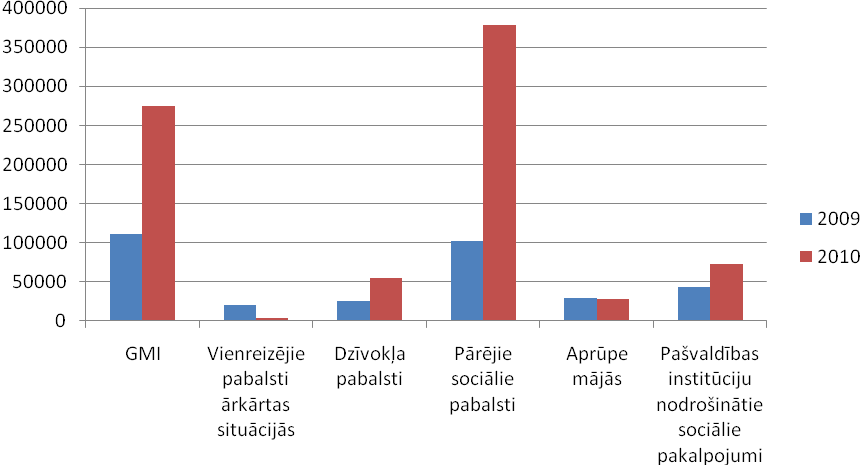 400000
350000
300000
250000
200000
150000
100000
50000
0
GMI
Vienreizējie
pabalsti
ārkārtas
situācijās
Dzīvokļa
pabalsti
Pārējie
sociālie
pabalsti
Aprūpe
mājās
Pašvaldības
institūciju
nodrošinātie
sociālie
pakalpojumi
2009
2010